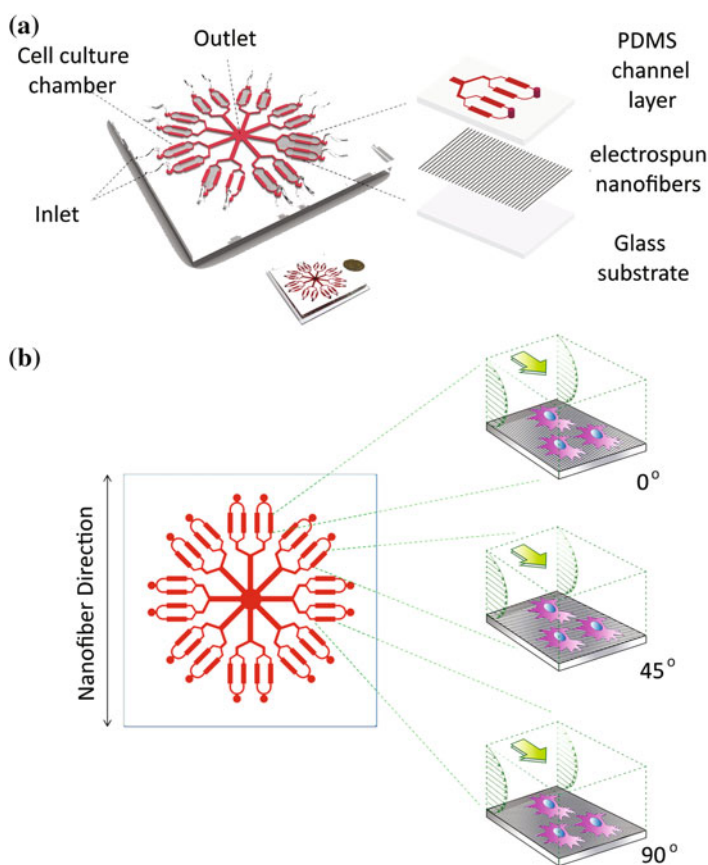 (a)
Outlet
Cell culture
chamber
Inlet
PDMS
channel
layer
electrospun
nanofibers
Glass
substrate
(b)
Nanofiber Direction
0°
45°
90°